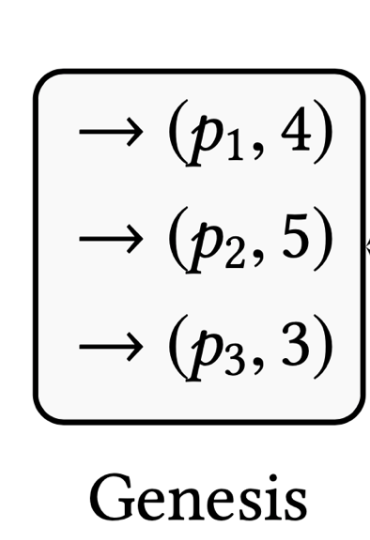 → (p₁, 4)
→ (p₂, 5)
→ (p₃, 3)
Genesis